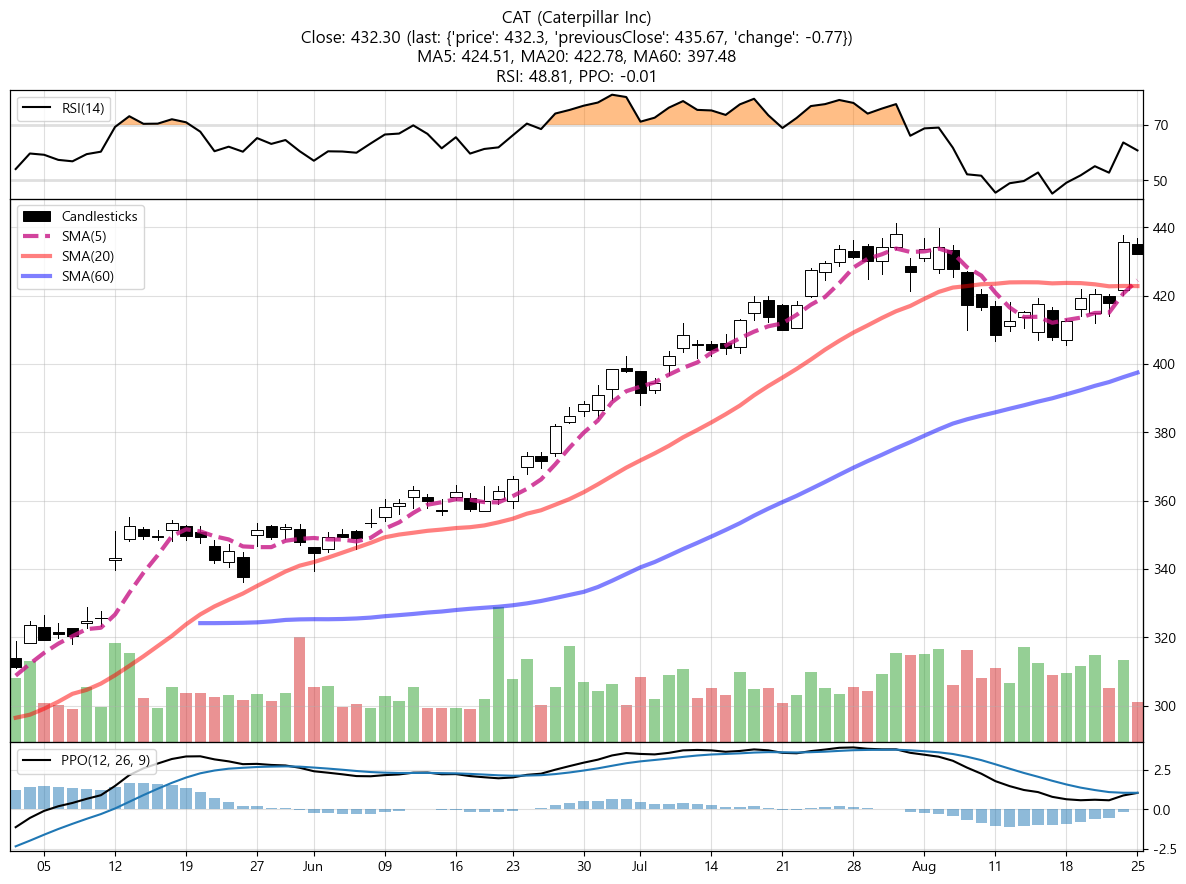 CAT (Caterpillar Inc)
Close: 432.30 (last: {'price': 432.3, 'previousClose': 435.67, 'change': -0.77})
MA5: 424.51, MA20: 422.78, MA60: 397.48
RSI: 48.81, PPO: -0.01
RSI(14)
70
50
Candlesticks
SMA(5)
SMA(20)
SMA(60)
440
420
400
380
360
340
320
300
PPO(12, 26, 9)
2.5
0.0
-2.5
05 12 19 27 Jun 09 16 23 30 Jul 14 21 28 Aug 11 18 25